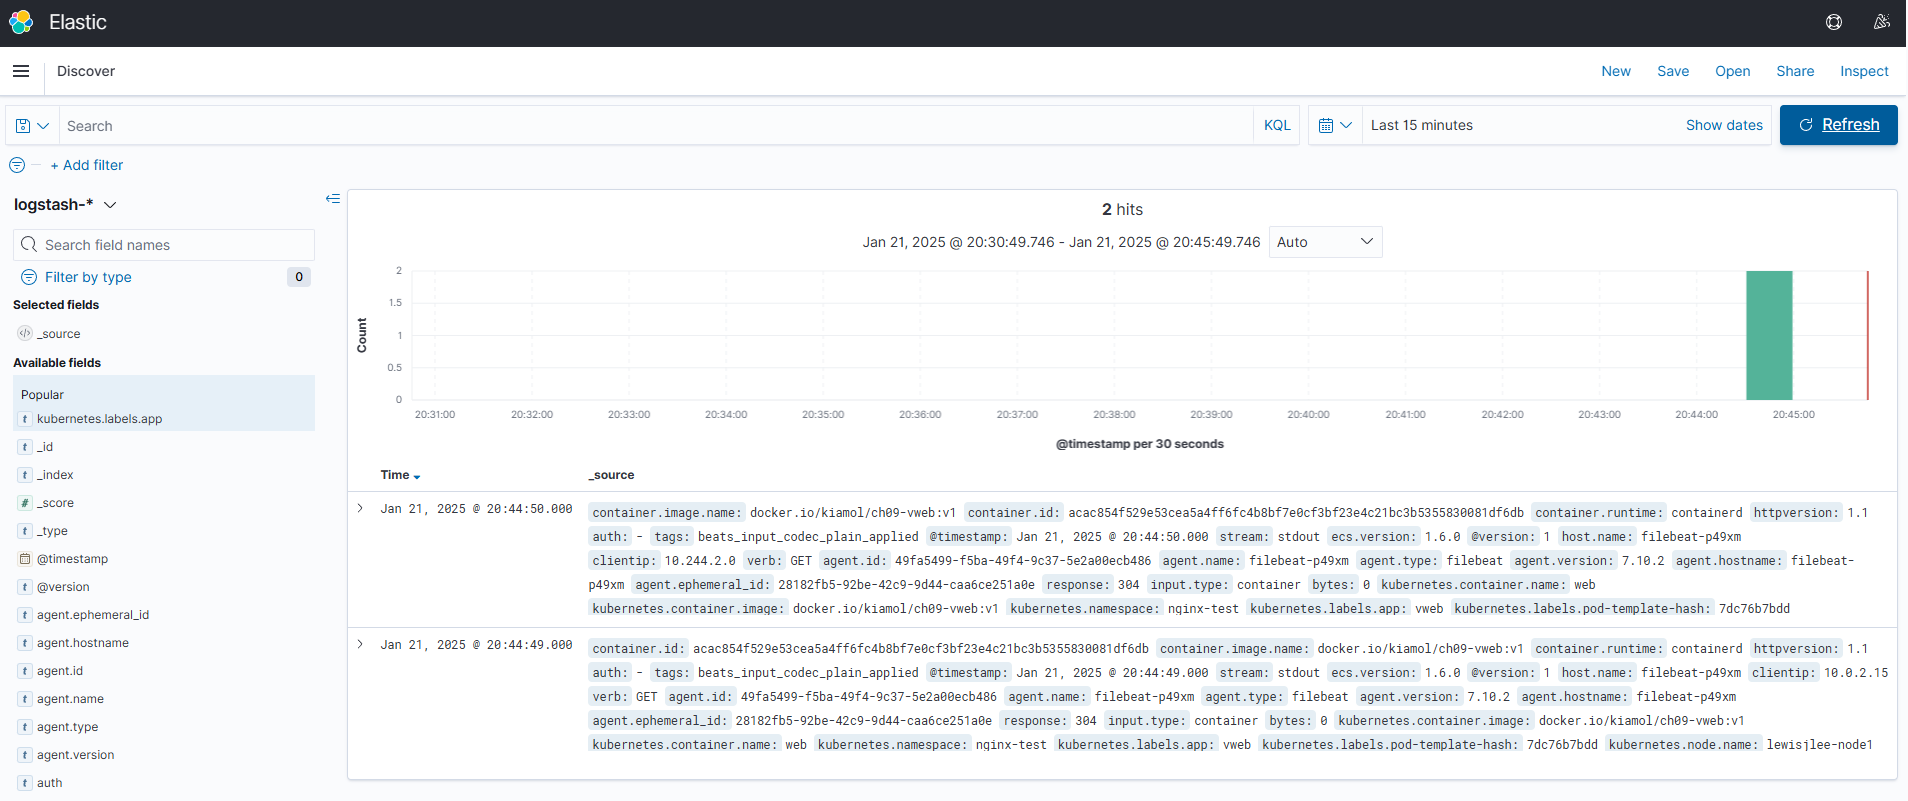 Elastic
Discover
New Save Open Share Inspect
Search KQL Last 15 minutes Show dates Refresh
+ Add filter
logstash-*
Search field names
Filter by type 0
Selected fields
_source
Available fields
Popular
t kubernetes.labels.app
t _id
t _index
# _score
t _type
@timestamp
t @version
t agent.ephemeral_id
t agent.hostname
t agent.id
t agent.name
t agent.type
t agent.version
t auth
2 hits
Jan 21, 2025 @ 20:30:49.746 - Jan 21, 2025 @ 20:45:49.746 Auto
Count
2
1.5
1
0.5
0
20:31:00 20:32:00 20:33:00 20:34:00 20:35:00 20:36:00 20:37:00 20:38:00 20:39:00 20:40:00 20:41:00 20:42:00 20:43:00 20:44:00 20:45:00
@timestamp per 30 seconds
Time _source
Jan 21, 2025 @ 20:44:50.000 container.image.name: docker.io/kiamol/ch09-vweb:v1 container.id: acac854f529e53cea5a4ff6fc4b8bf7e0cf3bf23e4c21bc3b5355830081df6db container.runtime: containerd httpversion: 1.1
auth: - tags: beats_input_codec_plain_applied @timestamp: Jan 21, 2025 @ 20:44:50.000 stream: stdout ecs.version: 1.6.0 @version: 1 host.name: filebeat-p49xm
clientip: 10.244.2.0 verb: GET agent.id: 49fa5499-f5ba-49f4-9c37-5e2a00ecb486 agent.name: filebeat-p49xm agent.type: filebeat agent.version: 7.10.2 agent.hostname: filebeat-
p49xm agent.ephemeral_id: 28182fb5-92be-42c9-9d44-caa6ce251a0e response: 304 input.type: container bytes: 0 kubernetes.container.name: web
kubernetes.container.image: docker.io/kiamol/ch09-vweb:v1 kubernetes.namespace: nginx-test kubernetes.labels.app: vweb kubernetes.labels.pod-template-hash: 7dc76b7bdd
Jan 21, 2025 @ 20:44:49.000 container.id: acac854f529e53cea5a4ff6fc4b8bf7e0cf3bf23e4c21bc3b5355830081df6db container.image.name: docker.io/kiamol/ch09-vweb:v1 container.runtime: containerd httpversion: 1.1
auth: - tags: beats_input_codec_plain_applied @timestamp: Jan 21, 2025 @ 20:44:49.000 stream: stdout ecs.version: 1.6.0 @version: 1 host.name: filebeat-p49xm clientip: 10.0.2.15
verb: GET agent.id: 49fa5499-f5ba-49f4-9c37-5e2a00ecb486 agent.name: filebeat-p49xm agent.type: filebeat agent.version: 7.10.2 agent.hostname: filebeat-p49xm
agent.ephemeral_id: 28182fb5-92be-42c9-9d44-caa6ce251a0e response: 304 input.type: container bytes: 0 kubernetes.container.image: docker.io/kiamol/ch09-vweb:v1
kubernetes.container.name: web kubernetes.namespace: nginx-test kubernetes.labels.app: vweb kubernetes.labels.pod-template-hash: 7dc76b7bdd kubernetes.node.name: lewisjlee-node1